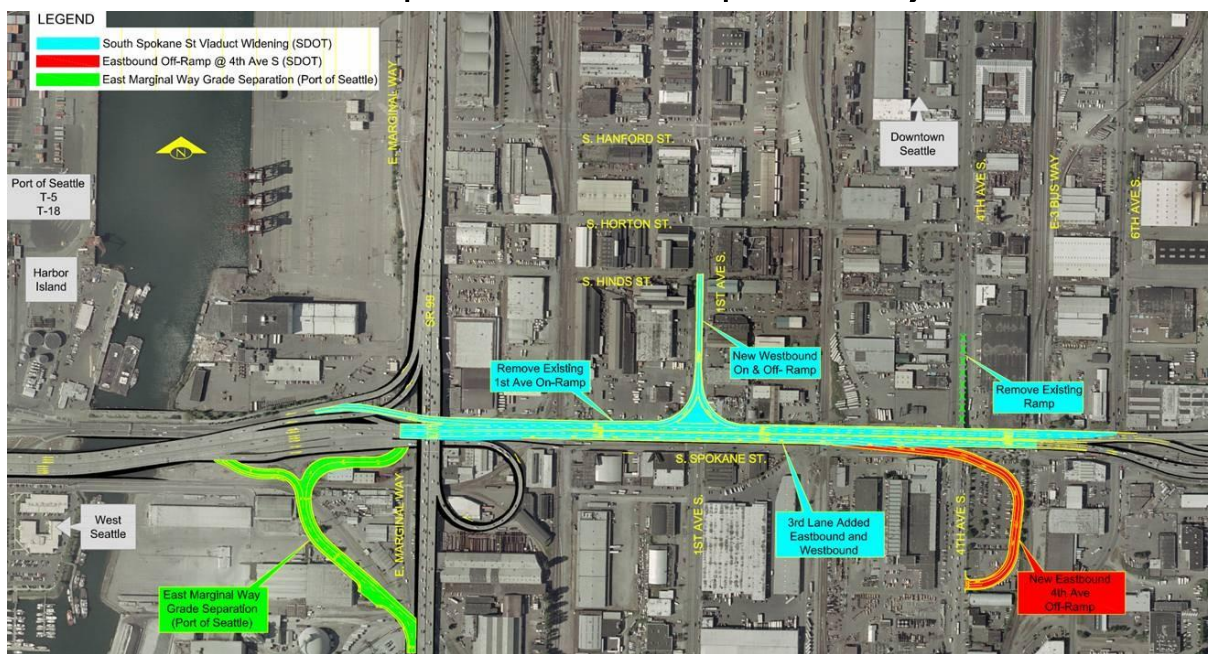 LEGEND
South Spokane St Viaduct Widening (SDOT)
Eastbound Off-Ramp @ 4th Ave S (SDOT)
East Marginal Way Grade Separation (Port of Seattle)
E. MARGINAL WAY
N
Port of Seattle
T-5
T-18
Harbor
Island
SR 99
S. HANFORD ST.
S. HORTON ST.
S. HINDS ST.
1ST AVE S.
Downtown
Seattle
4TH AVE S.
E-3 BUS WAY
6TH AVE S.
Remove Existing
1st Ave On-Ramp
New Westbound
On & Off- Ramp
Remove Existing
Ramp
S. SPOKANE ST.
West
Seattle
E. MARGINAL WAY
1ST AVE S.
3rd Lane Added
Eastbound and
Westbound
4TH AVE S.
East Marginal Way
Grade Separation
(Port of Seattle)
New Eastbound
4th Ave
Off-Ramp